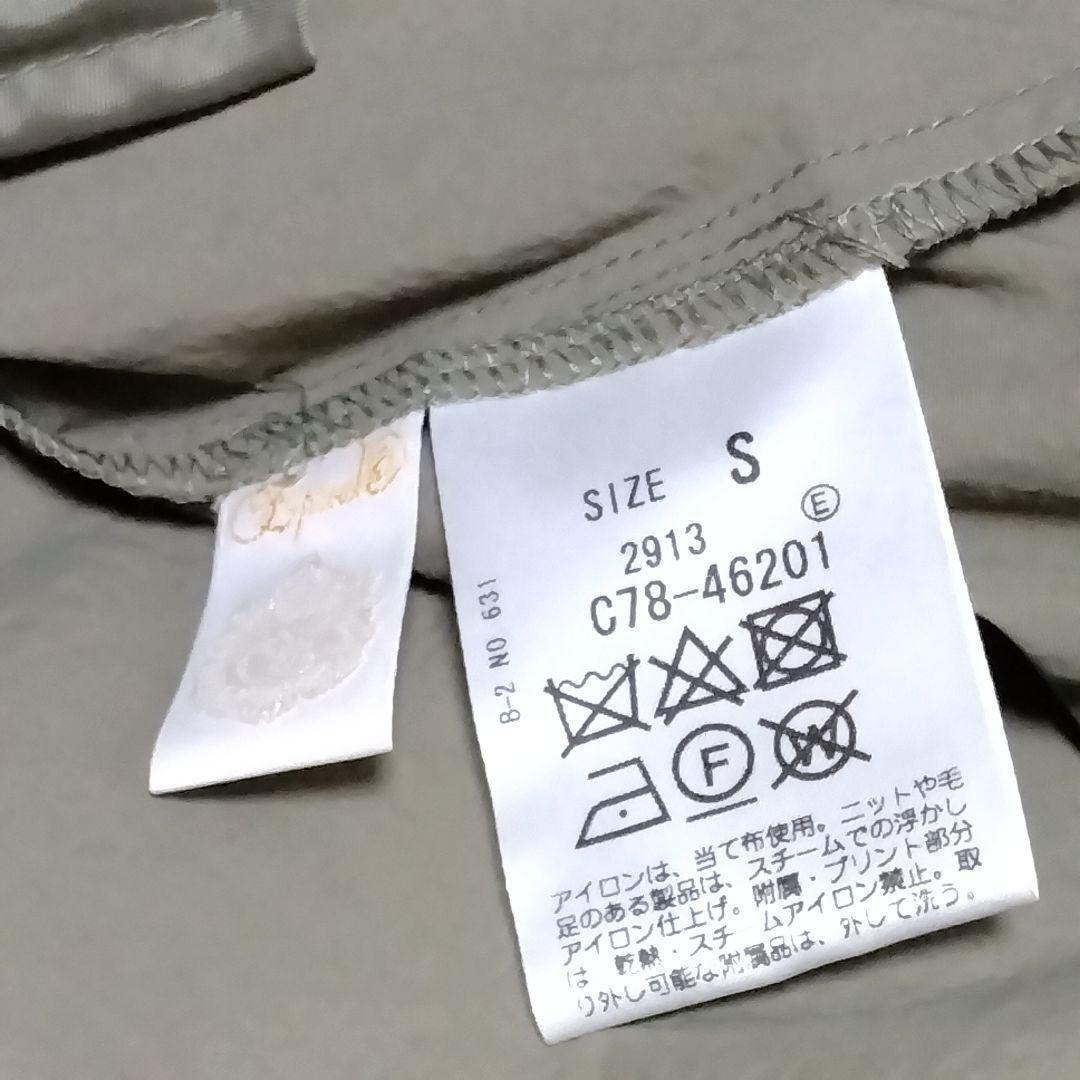 SIZE S
E
2913
C78-46201
B-2 NO 631
F
W
アイロンは、当て布使用。ニットや毛
足のある製品は、スチームでの浮かし
アイロン仕上げ。附属・プリント部分
は 乾熱・スチームアイロン禁止。取
り外し可能な附属品は、外して洗う。